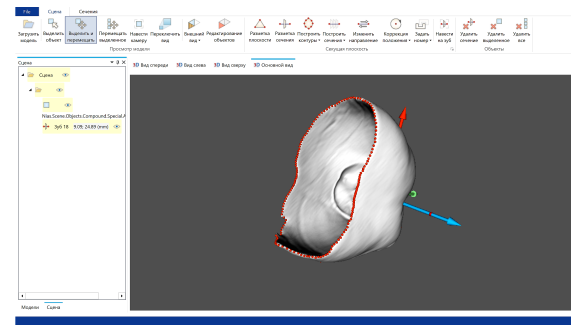 File Сцена Сечение
Загрузить модель Выделить объект Выделить и перемещать Перемещать выделенное Навести камеру Переключить вид Внешний вид Редактирование объектов Разметка плоскости Разметка сечения Построить контуры Построить сечения Изменить направление Коррекция положения Задать номер Навести на зуб Удалить сечение Удалить выделенное Удалить все
Просмотр модели Секущая плоскость Объекты
Сцена
3D Вид спереди 3D Вид слева 3D Вид сверху 3D Основной вид
Сцена
Nias.Scene.Objects.Compound.Special.A
Зуб 18 9.09; 24.89 (mm)
Модели Сцена